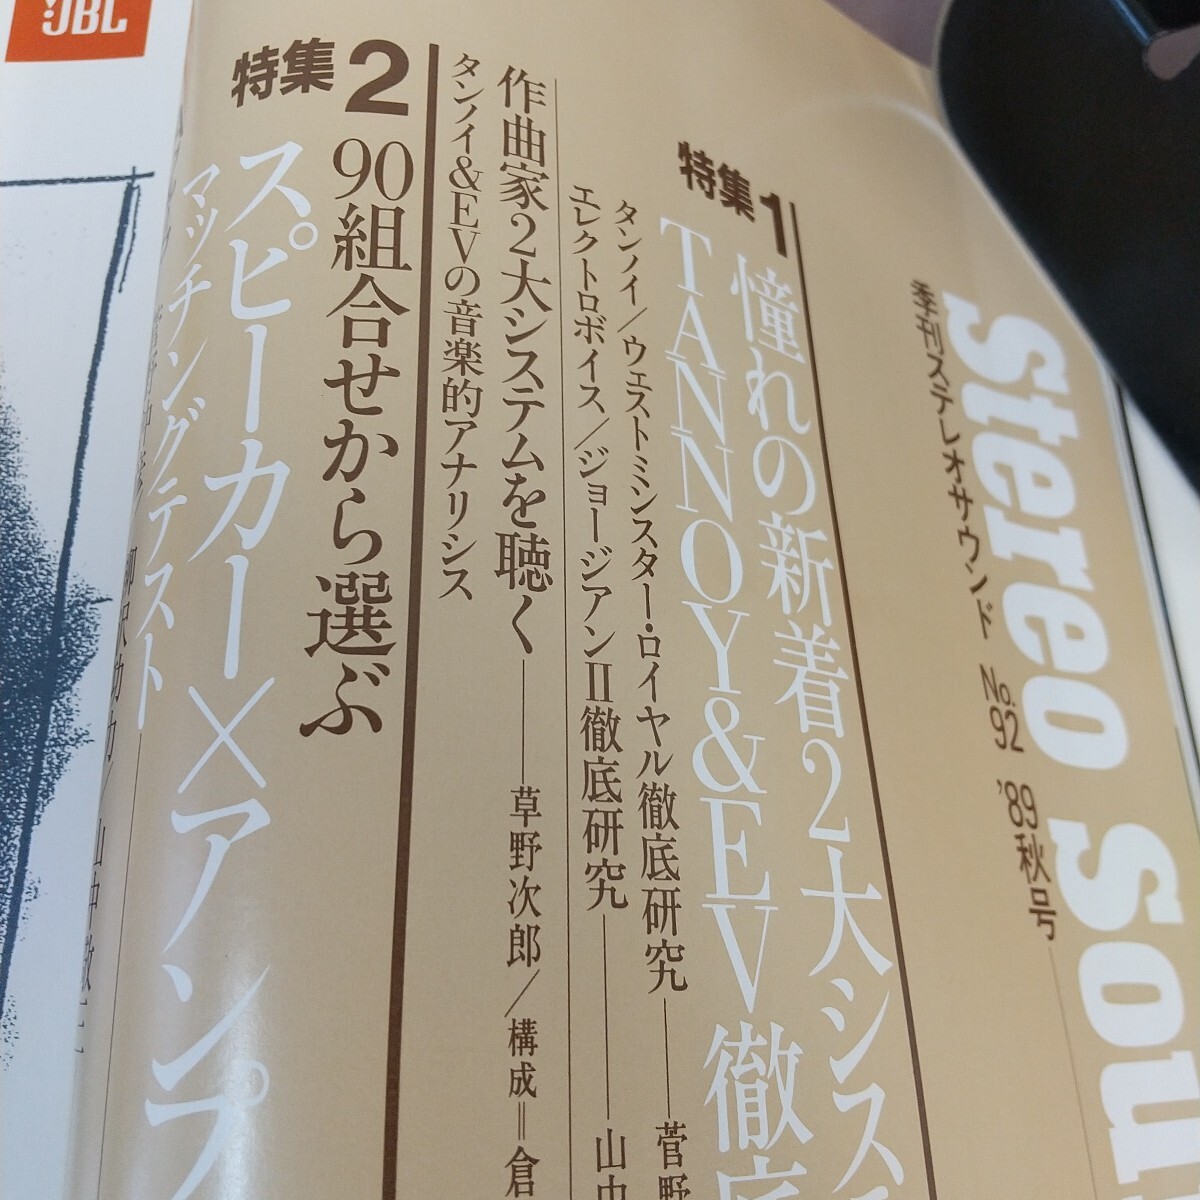 JBL
Stereo Sou
季刊ステレオサウンド No.92 '89秋号
特集1
憧れの新着2大シス
TANNOY&EV徹底
タンノイ/ウェストミンスター・ロイヤル徹底研究——菅野
エレクトロボイス/ジョージアンII徹底研究——山中
作曲家2大システムを聴く——草野次郎/構成=倉
タンノイ&EVの音楽的アナリシス
特集2
90組合せから選ぶ
スピーカー×アンプ
マッチングテスト